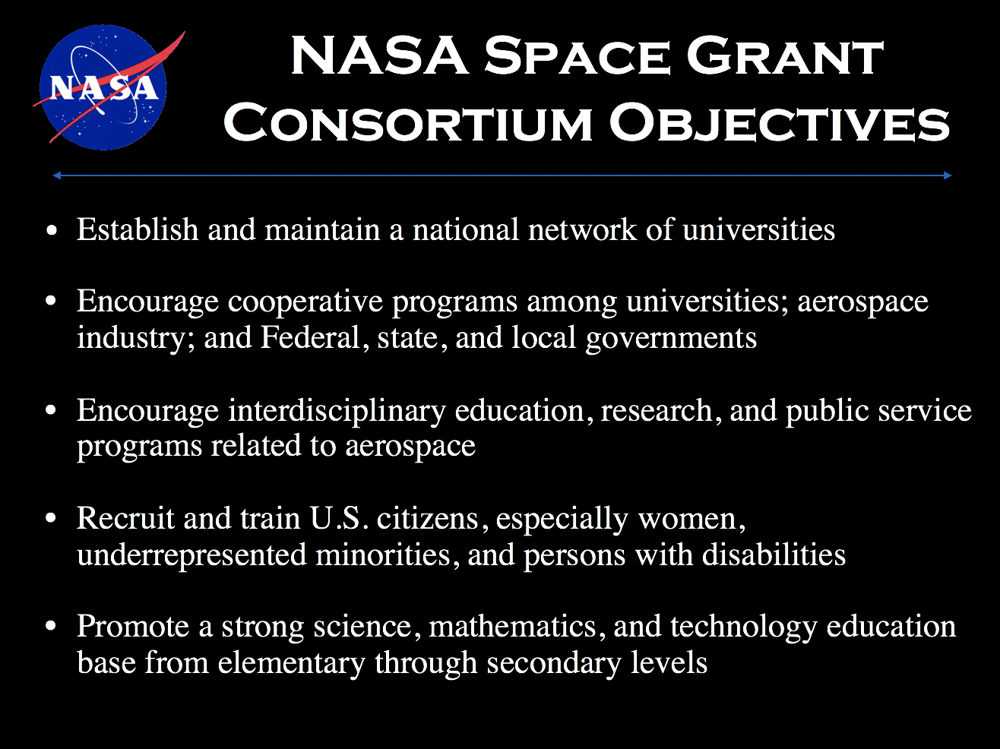 NASA
NASA SPACE GRANT
CONSORTIUM OBJECTIVES
• Establish and maintain a national network of universities
• Encourage cooperative programs among universities; aerospace
industry; and Federal, state, and local governments
• Encourage interdisciplinary education, research, and public service
programs related to aerospace
• Recruit and train U.S. citizens, especially women,
underrepresented minorities, and persons with disabilities
• Promote a strong science, mathematics, and technology education
base from elementary through secondary levels